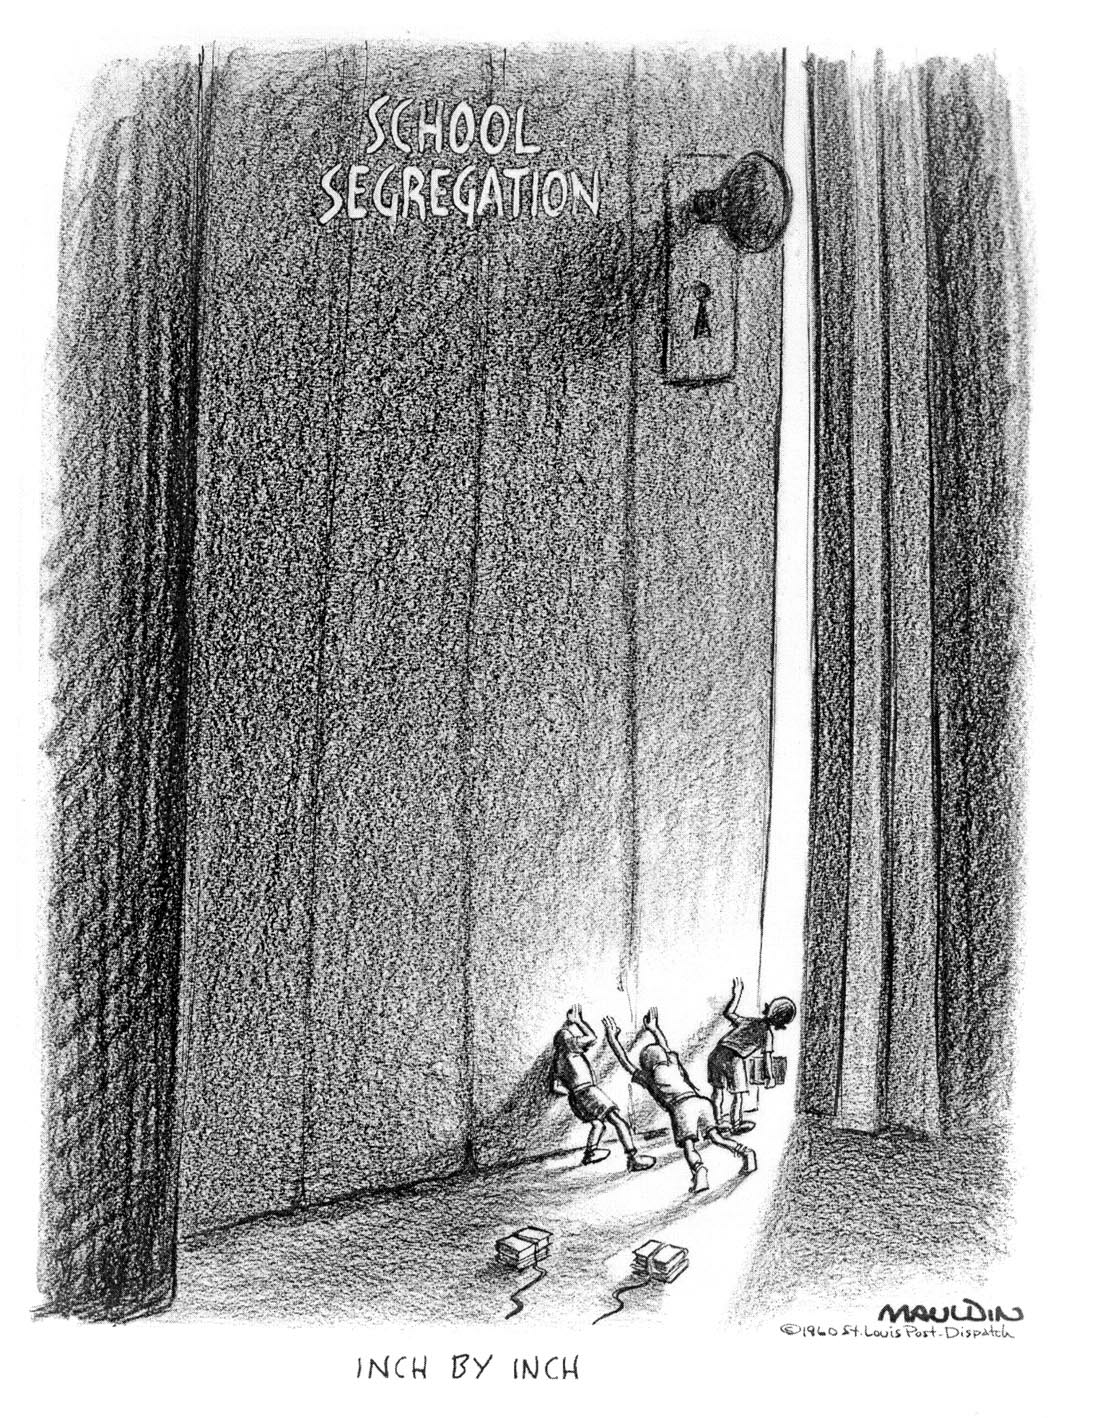 SCHOOL
SEGREGATION
MAULDIN
©1960 St. Louis Post-Dispatch
INCH BY INCH